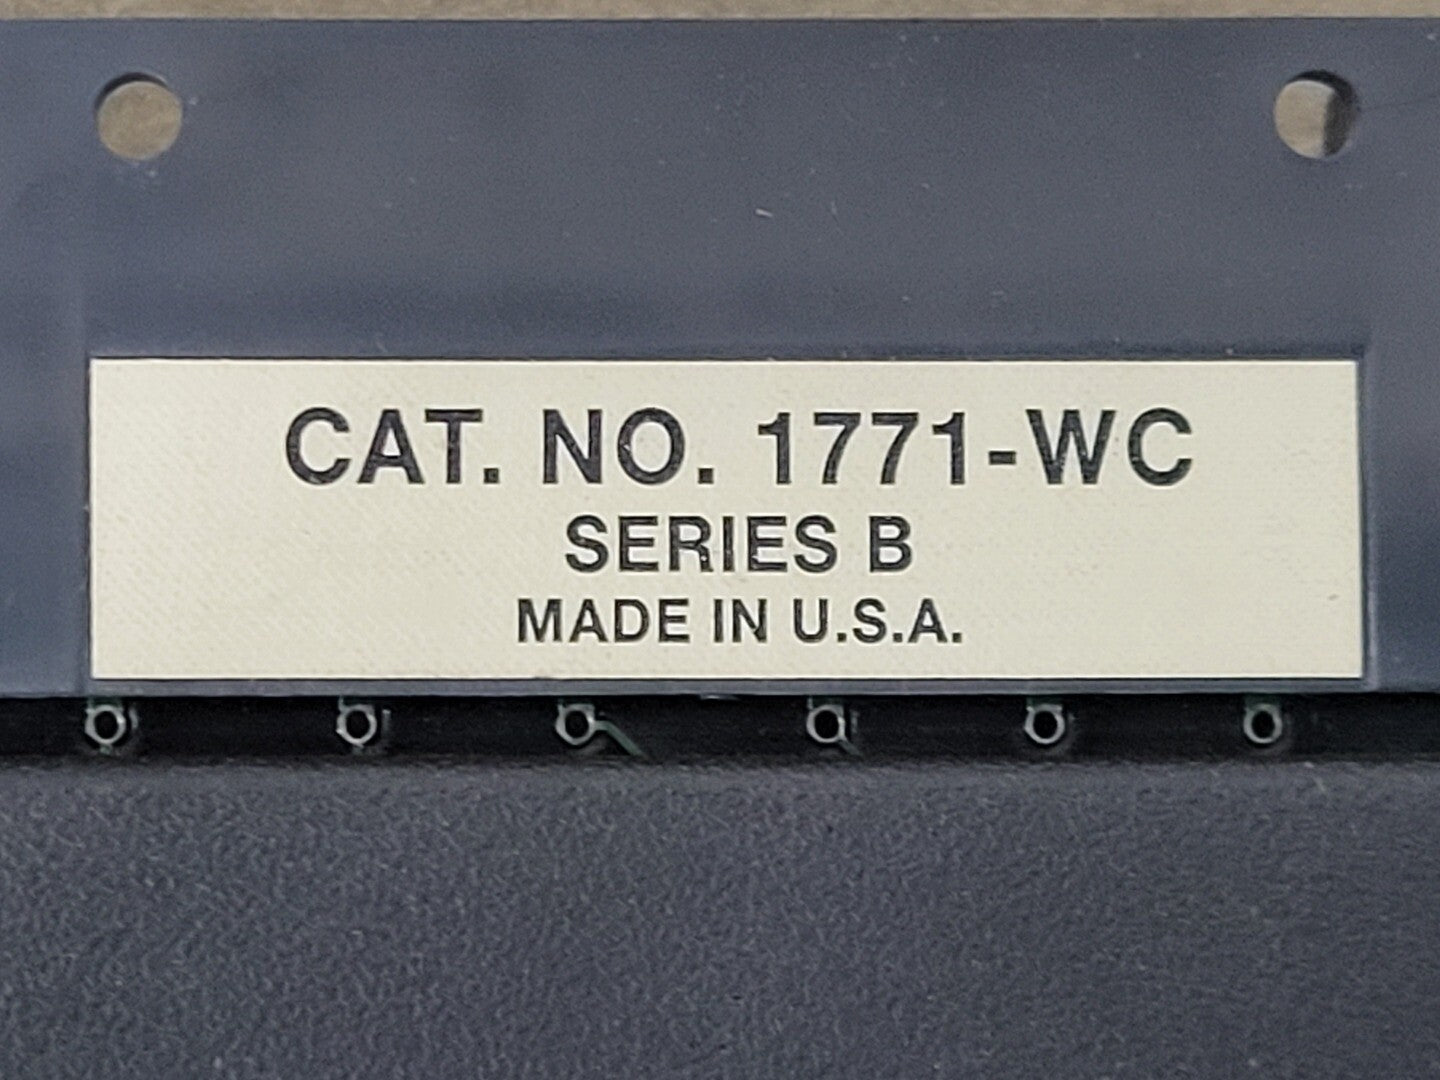 CAT. NO. 1771-WC
SERIES B
MADE IN U.S.A.